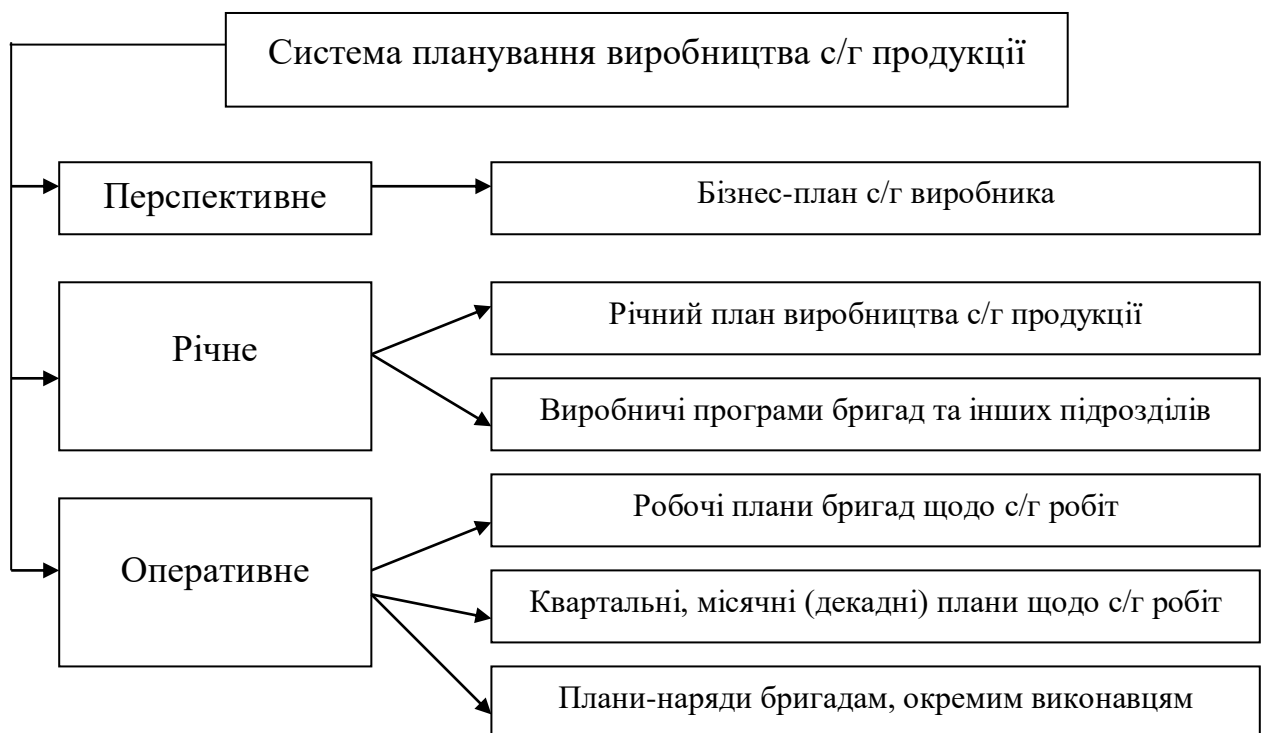 Система планування виробництва с/г продукції
Перспективне
Бізнес-план с/г виробника
Річне
Річний план виробництва с/г продукції
Виробничі програми бригад та інших підрозділів
Оперативне
Робочі плани бригад щодо с/г робіт
Квартальні, місячні (декадні) плани щодо с/г робіт
Плани-наряди бригадам, окремим виконавцям